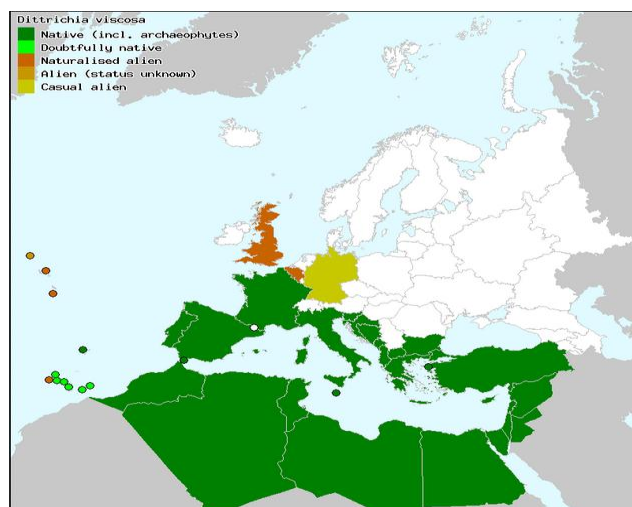 Dittrichia viscosa
Native (incl. archaeophytes)
Doubtfully native
Naturalised alien
Alien (status unknown)
Casual alien